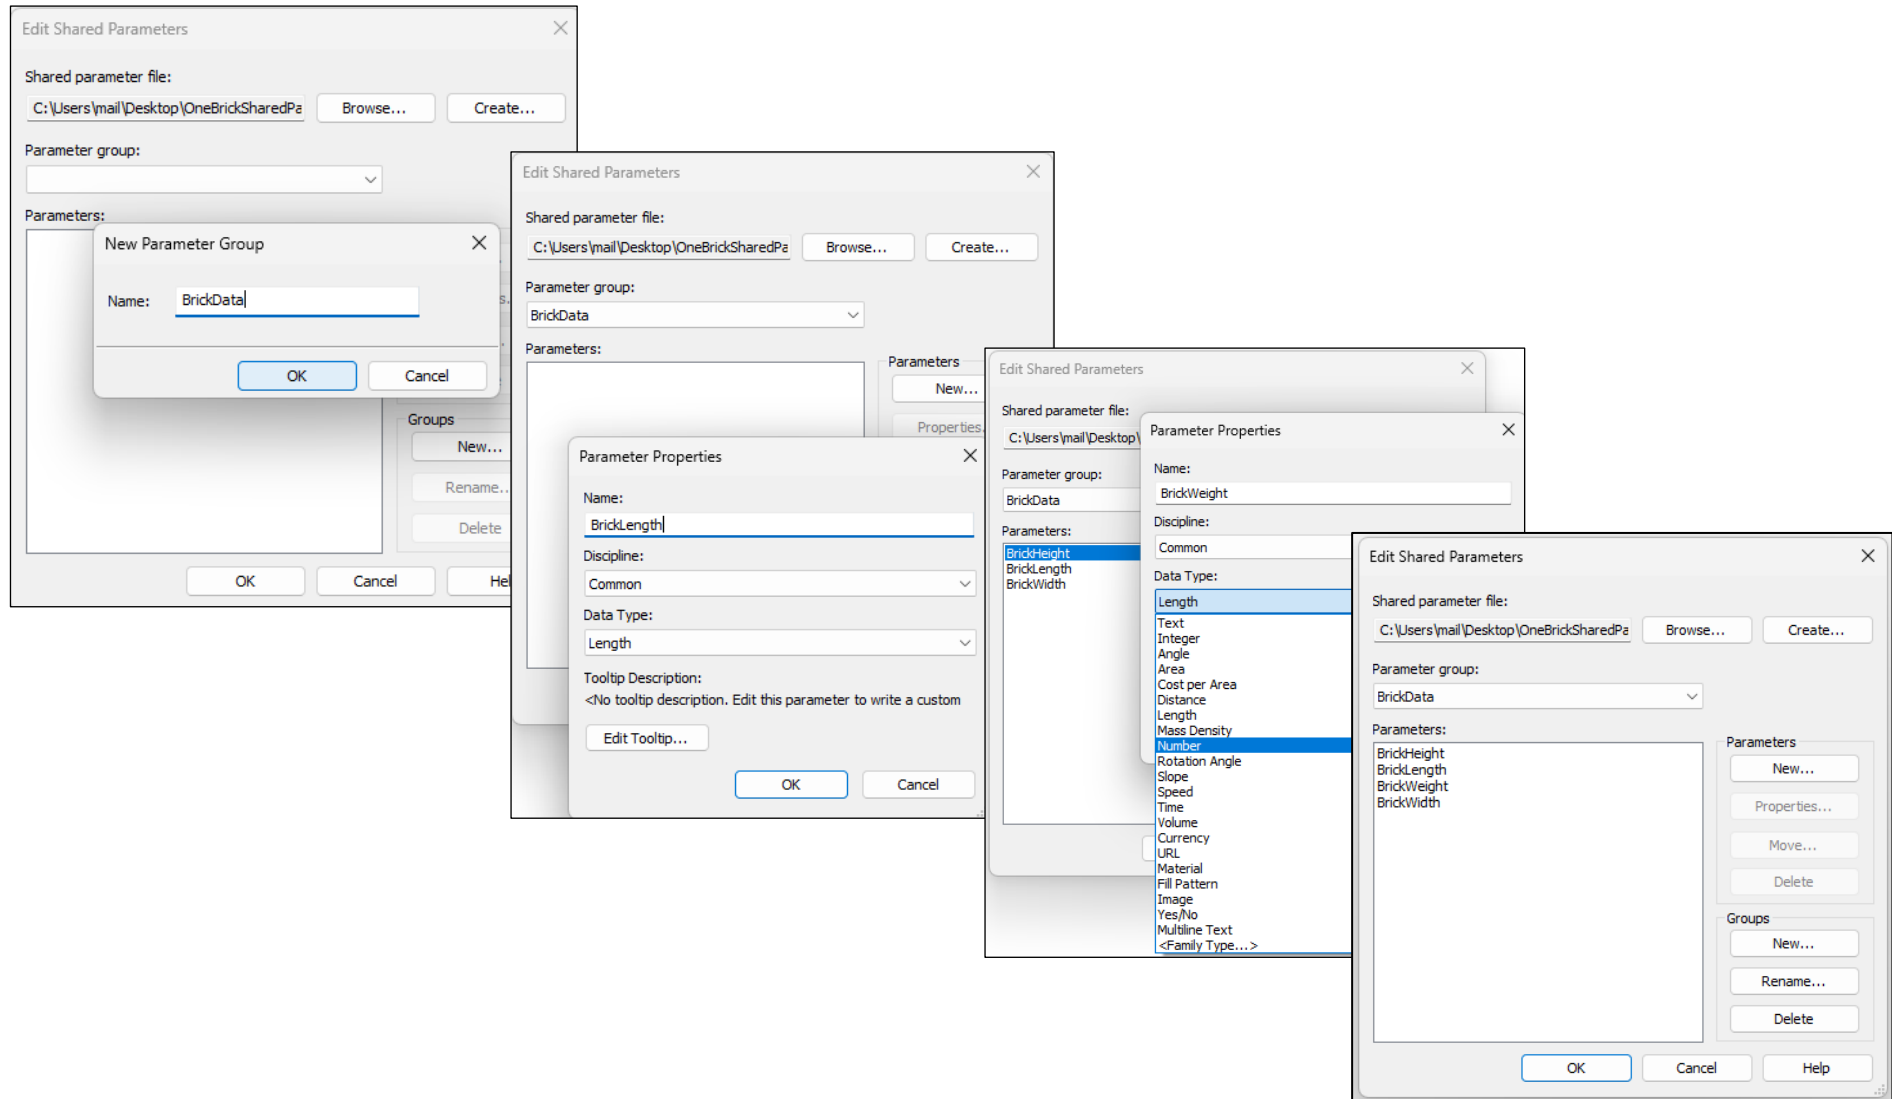 Edit Shared Parameters
Shared parameter file:
C:\Users\mail\Desktop\OneBrickSharedPa Browse... Create...
Parameter group:
Parameters:
New Parameter Group
Name: BrickData
OK Cancel
Groups
New...
Rename..
Delete
OK Cancel Hel
Edit Shared Parameters
Shared parameter file:
C:\Users\mail\Desktop\OneBrickSharedPa Browse... Create...
Parameter group:
BrickData
Parameters:
Parameters
New...
Properties.
Parameter Properties
Name:
BrickLength
Discipline:
Common
Data Type:
Length
Tooltip Description:
<No tooltip description. Edit this parameter to write a custom
Edit Tooltip...
OK Cancel
Edit Shared Parameters
Shared parameter file:
C:\Users\mail\Desktop\
Parameter group:
BrickData
Parameters:
BrickHeight
BrickLength
BrickWidth
Parameter Properties
Name:
BrickWeight
Discipline:
Common
Data Type:
Length
Text
Integer
Angle
Area
Cost per Area
Distance
Length
Mass Density
Number
Rotation Angle
Slope
Speed
Time
Volume
Currency
URL
Material
Fill Pattern
Image
Yes/No
Multiline Text
<Family Type...>
Edit Shared Parameters
Shared parameter file:
C:\Users\mail\Desktop\OneBrickSharedPa Browse... Create...
Parameter group:
BrickData
Parameters:
BrickHeight
BrickLength
BrickWeight
BrickWidth
Parameters
New...
Properties...
Move...
Delete
Groups
New...
Rename...
Delete
OK Cancel Help